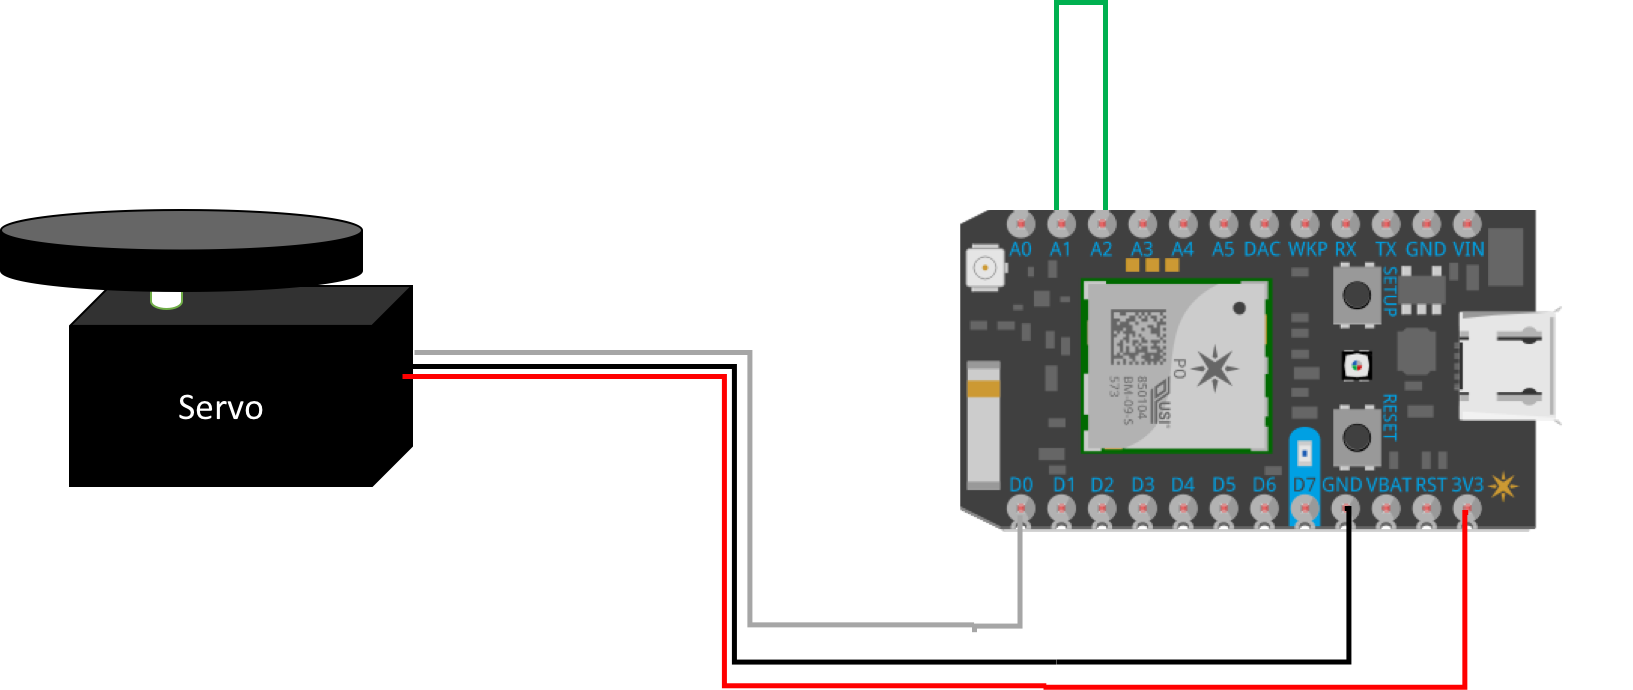 A0 A1 A2 A3 A4 A5 DAC WKP RX TX GND VIN
SETUP
Servo
P0
USI
850104
BM-09-S
573
RESET
D0 D1 D2 D3 D4 D5 D6 D7 GND VBAT RST 3V3